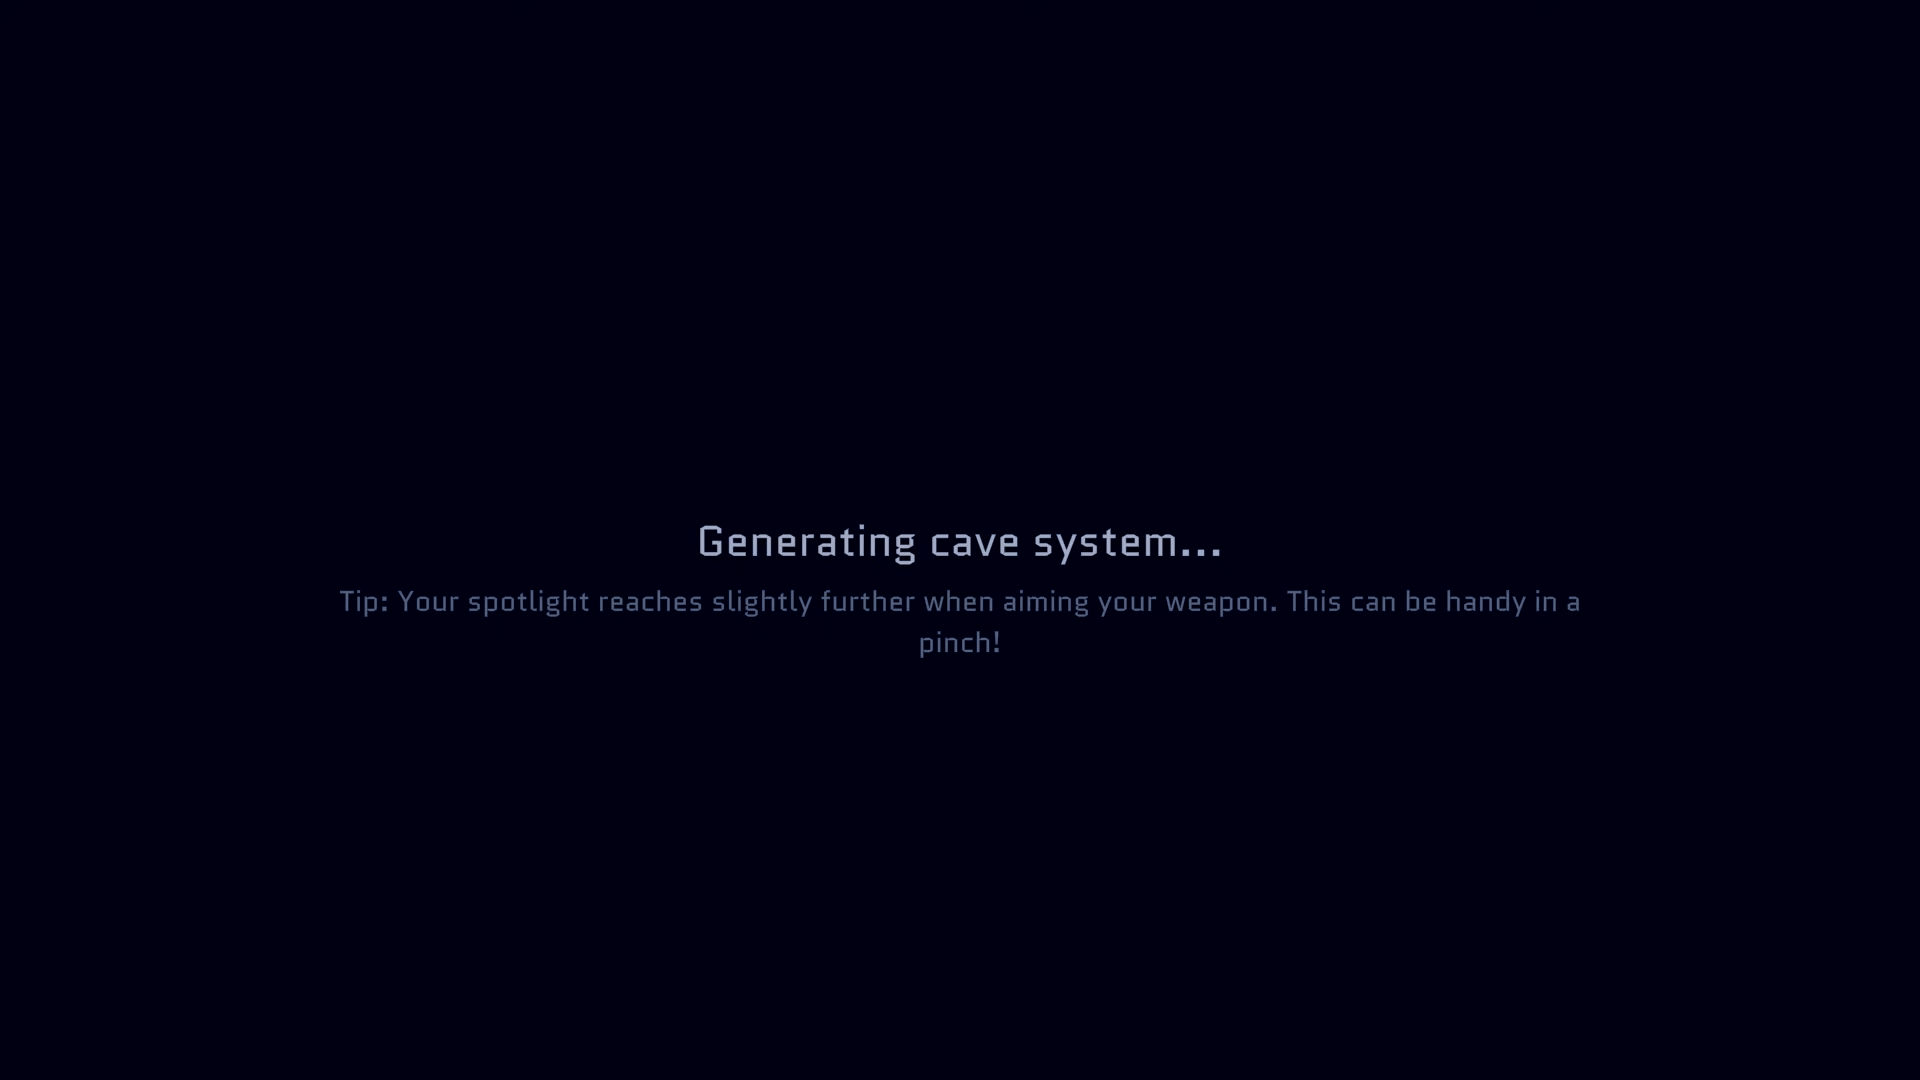 Generating cave system...
Tip: Your spotlight reaches slightly further when aiming your weapon. This can be handy in a
pinch!